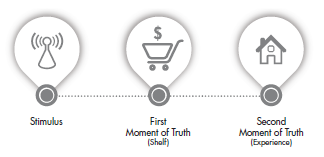 $
Stimulus
First
Moment of Truth
(Shelf)
Second
Moment of Truth
(Experience)